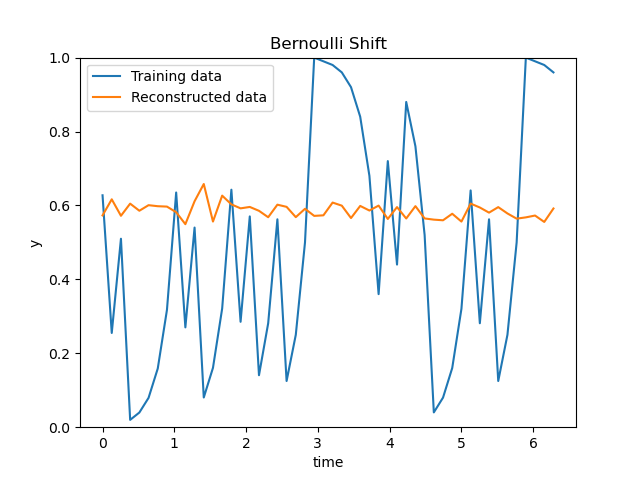 Bernoulli Shift
Training data
Reconstructed data
1.0
0.8
0.6
0.4
0.2
0.0
y
0 1 2 3 4 5 6
time